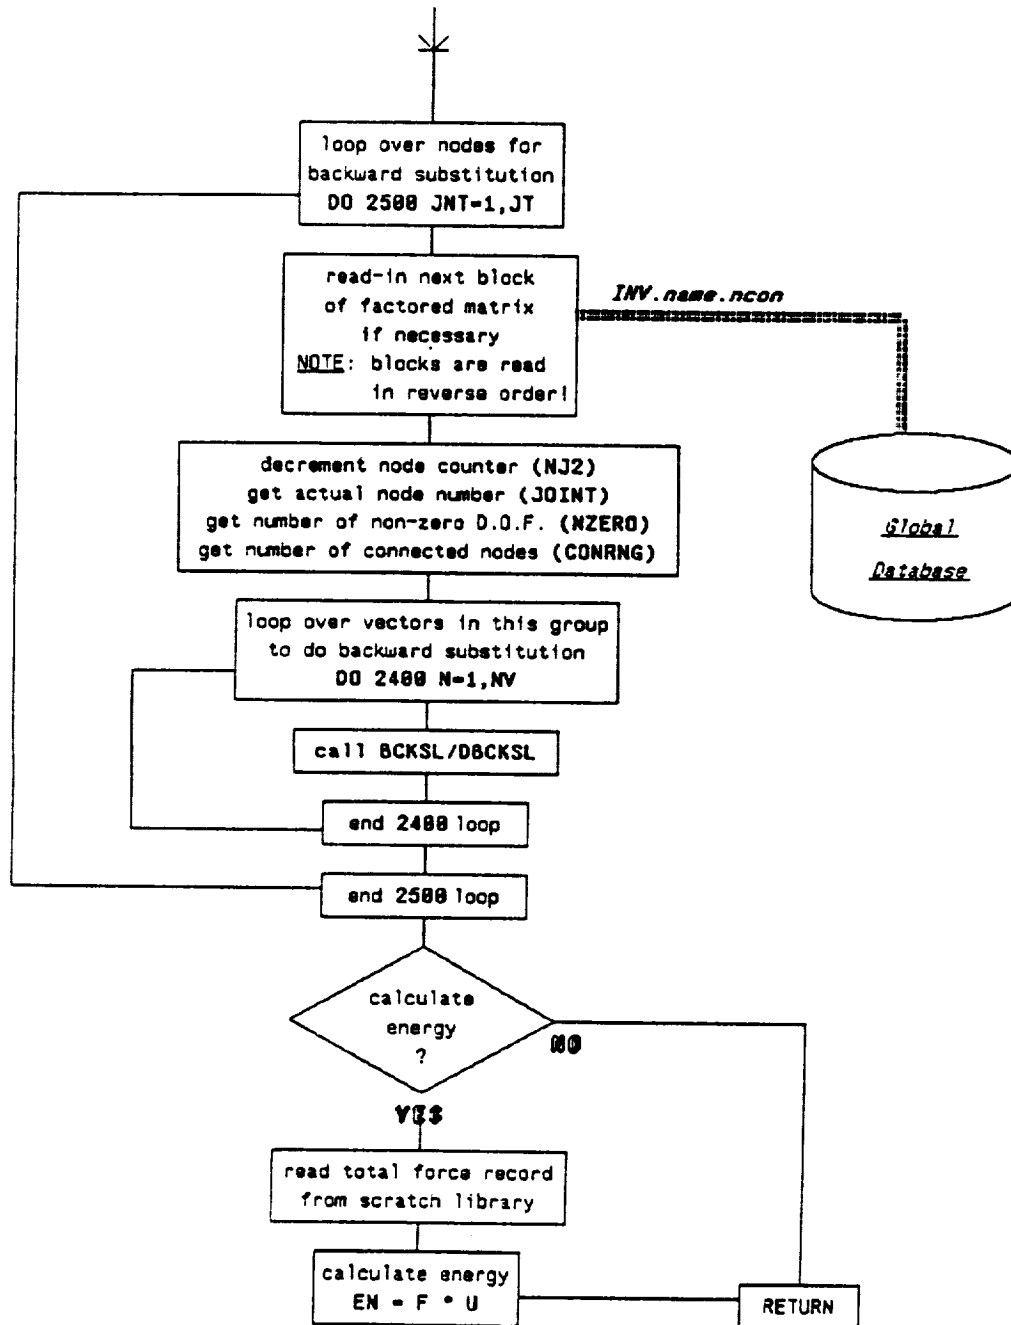 loop over nodes for
backward substitution
DO 2500 JNT=1,JT
read-in next block
of factored matrix
if necessary
NOTE: blocks are read
in reverse order!
INV.name.ncon
Global
Database
decrement node counter (NJ2)
get actual node number (JOINT)
get number of non-zero D.O.F. (NZERO)
get number of connected nodes (CONRNG)
loop over vectors in this group
to do backward substitution
DO 2400 N=1,NV
call BCKSL/DBCKSL
end 2400 loop
end 2500 loop
calculate
energy
?
NO
YES
read total force record
from scratch library
calculate energy
EN = F * U
RETURN